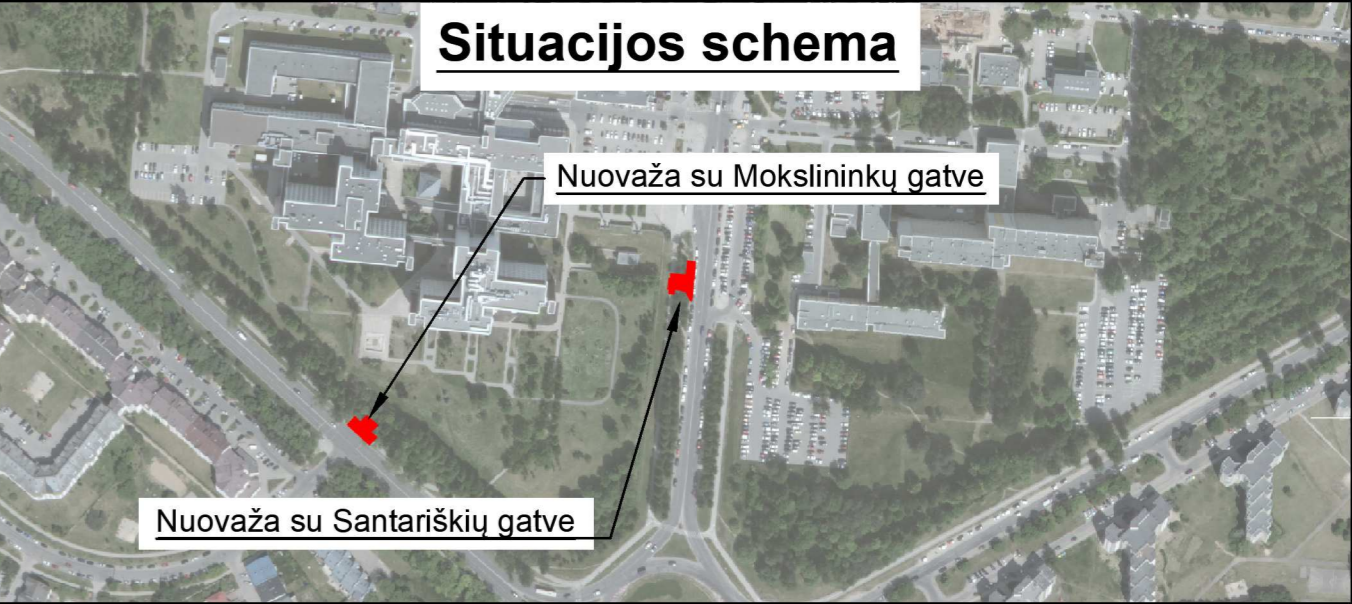 Situacijos schema
Nuovaža su Mokslininkų gatve
Nuovaža su Santariškių gatve